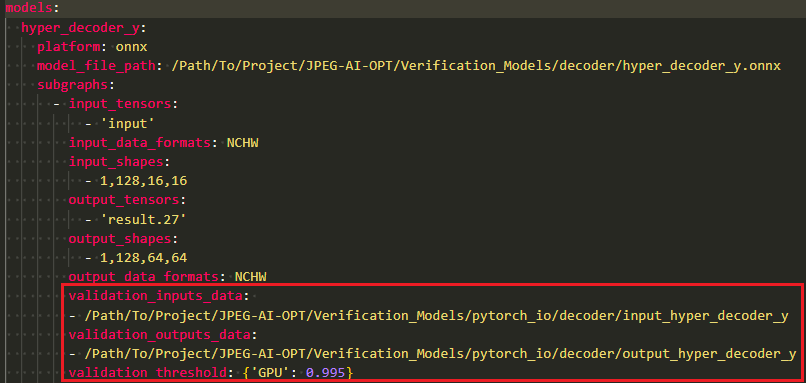 models:
  hyper_decoder_y:
    platform: onnx
    model_file_path: /Path/To/Project/JPEG-AI-OPT/Verification_Models/decoder/hyper_decoder_y.onnx
    subgraphs:
      - input_tensors:
          - 'input'
        input_data_formats: NCHW
        input_shapes:
          - 1,128,16,16
        output_tensors:
          - 'result.27'
        output_shapes:
          - 1,128,64,64
        output_data_formats: NCHW
        validation_inputs_data:
        - /Path/To/Project/JPEG-AI-OPT/Verification_Models/pytorch_io/decoder/input_hyper_decoder_y
        validation_outputs_data:
        - /Path/To/Project/JPEG-AI-OPT/Verification_Models/pytorch_io/decoder/output_hyper_decoder_y
        validation_threshold: {'GPU': 0.995}